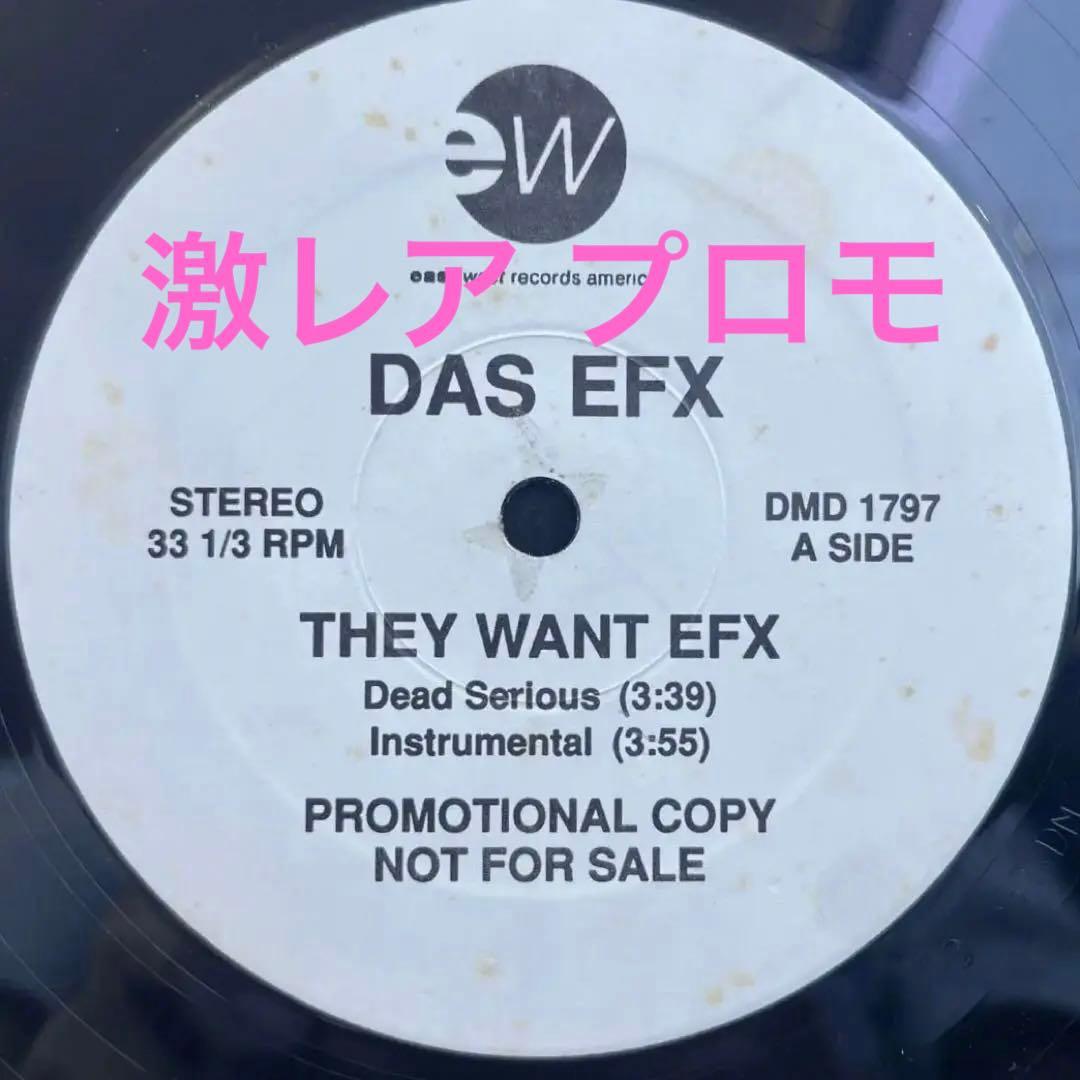 ew
激レア プロモ
records
DAS EFX
STEREO
33 1/3 RPM
DMD 1797
A SIDE
THEY WANT EFX
Dead Serious (3:39)
Instrumental (3:55)
PROMOTIONAL COPY
NOT FOR SALE